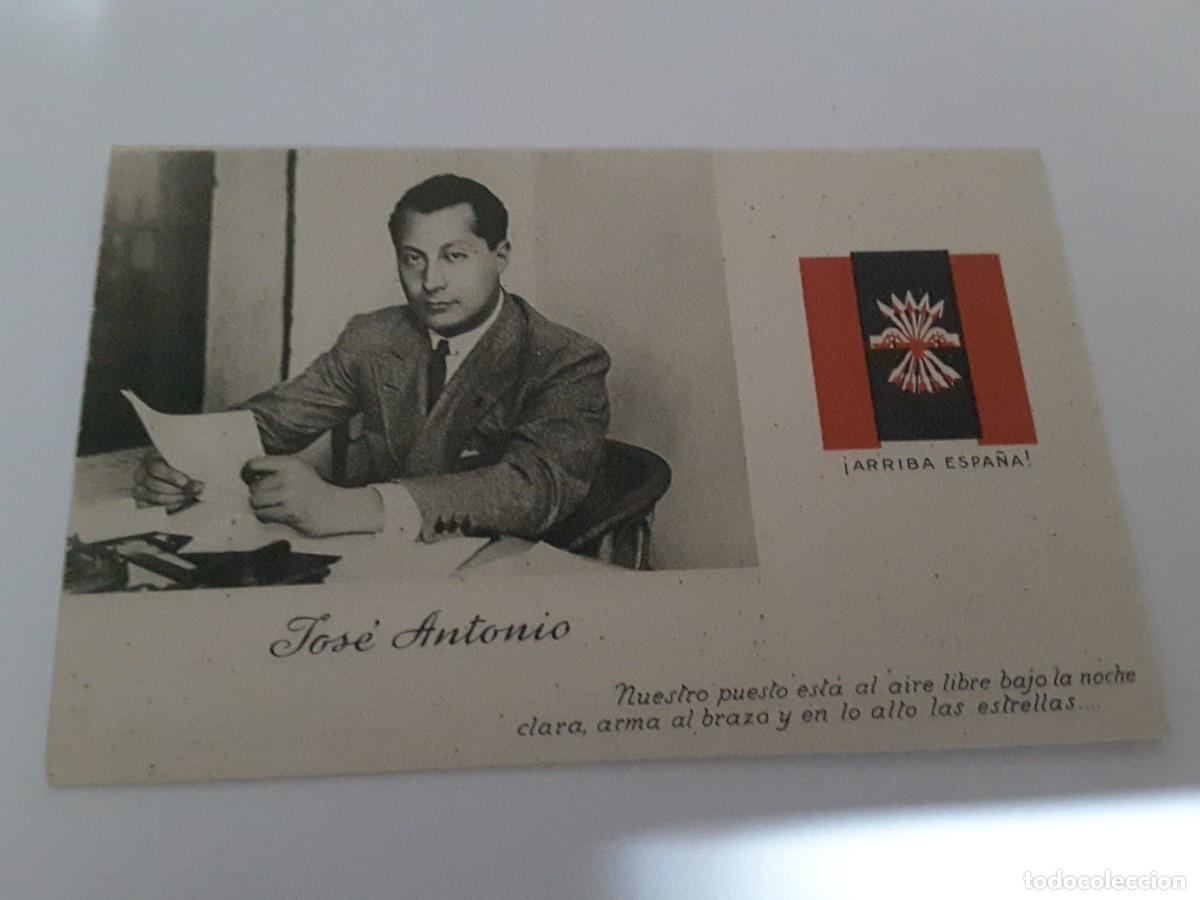 ¡ARRIBA ESPAÑA!
José Antonio
Nuestro puesto está al aire libre bajo la noche
clara, arma al brazo y en lo alto las estrellas....
todocoleccion